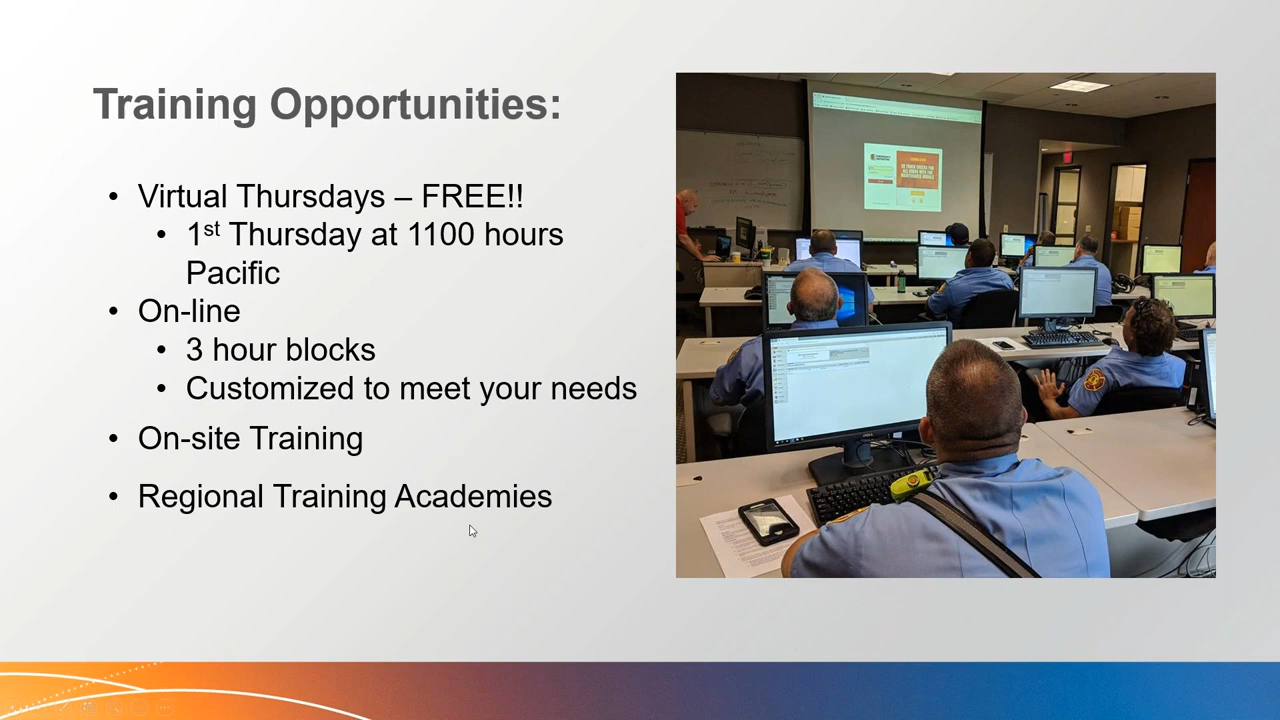 Training Opportunities:
• Virtual Thursdays – FREE!!
• 1st Thursday at 1100 hours
Pacific
• On-line
• 3 hour blocks
• Customized to meet your needs
• On-site Training
• Regional Training Academies